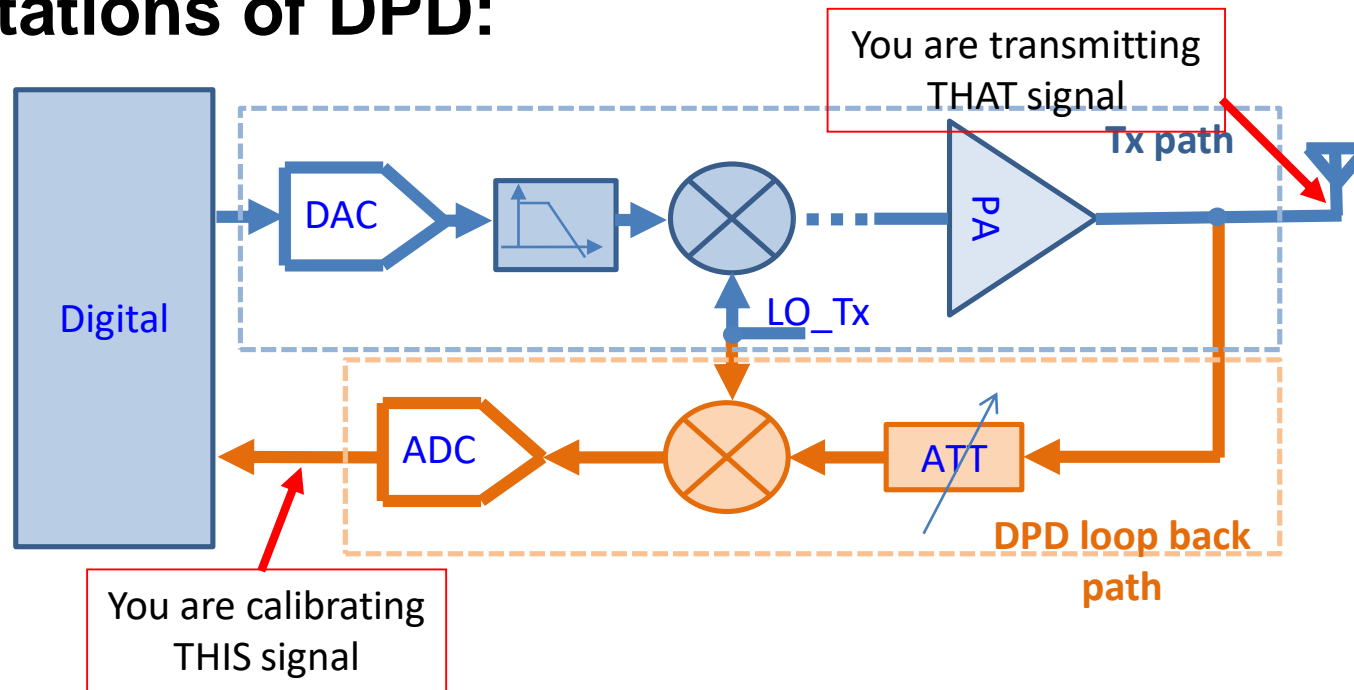 tations of DPD:
You are transmitting
THAT signal
Tx path
DAC
PA
Digital
LO_Tx
ADC
ATT
DPD loop back
path
You are calibrating
THIS signal